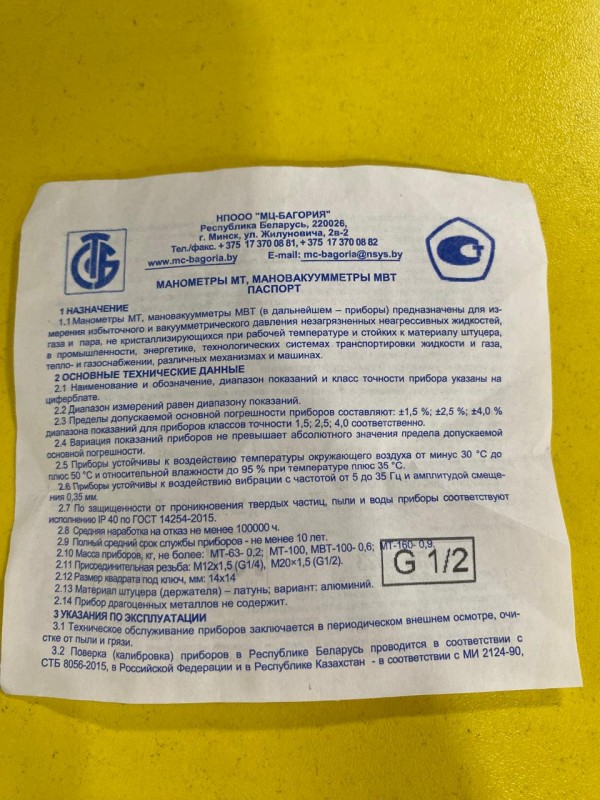 НПООО "МЦ-БАГОРИЯ"
Республика Беларусь, 220026,
г. Минск, ул. Жилуновича, 2в-2
Тел./факс. + 375 17 370 08 81, + 375 17 370 08 82
www.mc-bagoria.by E-mail: mc-bagoria@nsys.by
СТБ
МАНОМЕТРЫ МТ, МАНОВАКУУММЕТРЫ МВТ
ПАСПОРТ
1 НАЗНАЧЕНИЕ
1.1 Манометры МТ, мановакуумметры МВТ (в дальнейшем – приборы) предназначены для из-
мерения избыточного и вакуумметрического давления незагрязненных неагрессивных жидкостей,
газа и пара, не кристаллизирующихся при рабочей температуре и стойких к материалу штуцера,
в промышленности, энергетике, технологических системах транспортировки жидкости и газа,
тепло- и газоснабжении, различных механизмах и машинах.
2 ОСНОВНЫЕ ТЕХНИЧЕСКИЕ ДАННЫЕ
2.1 Наименование и обозначение, диапазон показаний и класс точности прибора указаны на
циферблате.
2.2 Диапазон измерений равен диапазону показаний.
2.3 Пределы допускаемой основной погрешности приборов составляют: ±1,5 %; ±2,5 %; ±4,0 %
диапазона показаний для приборов классов точности 1,5; 2,5; 4,0 соответственно.
2.4 Вариация показаний приборов не превышает абсолютного значения предела допускаемой
основной погрешности.
2.5 Приборы устойчивы к воздействию температуры окружающего воздуха от минус 30 °С до
плюс 50 °С и относительной влажности до 95 % при температуре плюс 35 °С.
2.6 Приборы устойчивы к воздействию вибрации с частотой от 5 до 35 Гц и амплитудой смеще-
ния 0,35 мм.
2.7 По защищенности от проникновения твердых частиц, пыли и воды приборы соответствуют
исполнению IP 40 по ГОСТ 14254-2015.
2.8 Средняя наработка на отказ не менее 100000 ч.
2.9 Полный средний срок службы приборов - не менее 10 лет.
2.10 Масса приборов, кг, не более: МТ-63- 0,2; МТ-100, МВТ-100- 0,6; МТ-160- 0,9.
2.11 Присоединительная резьба: М12х1,5 (G1/4), М20×1,5 (G1/2).
G 1/2
2.12 Размер квадрата под ключ, мм: 14х14
2.13 Материал штуцера (держателя) – латунь; вариант: алюминий.
2.14 Прибор драгоценных металлов не содержит.
3 УКАЗАНИЯ ПО ЭКСПЛУАТАЦИИ
3.1 Техническое обслуживание приборов заключается в периодическом внешнем осмотре, очи-
стке от пыли и грязи.
3.2 Поверка (калибровка) приборов в Республике Беларусь проводится в соответствии с
СТБ 8056-2015, в Российской Федерации и в Республике Казахстан - в соответствии с МИ 2124-90,